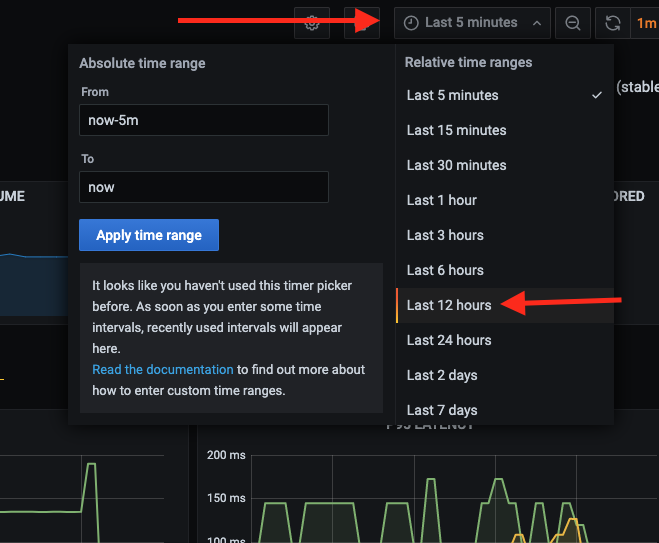 Last 5 minutes
1m
Absolute time range
Relative time ranges
From
now-5m
Last 5 minutes
(stable
Last 15 minutes
To
Last 30 minutes
now
UME
ORED
Last 1 hour
Apply time range
Last 3 hours
Last 6 hours
It looks like you haven't used this timer picker
before. As soon as you enter some time
intervals, recently used intervals will appear
here.
Read the documentation to find out more about
how to enter custom time ranges.
Last 12 hours
Last 24 hours
Last 2 days
Last 7 days
P95 LATENCY
200 ms
150 ms
100 ms